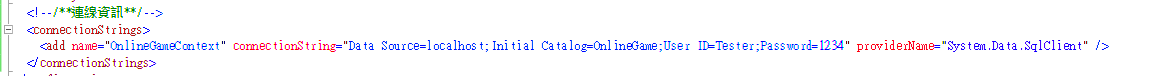 <!--/**連線資訊**/-->
<connectionStrings>
<add name="OnlineGameContext" connectionString="Data Source=localhost;Initial Catalog=OnlineGame;User ID=Tester;Password=1234" providerName="System.Data.SqlClient" />
</connectionStrings>